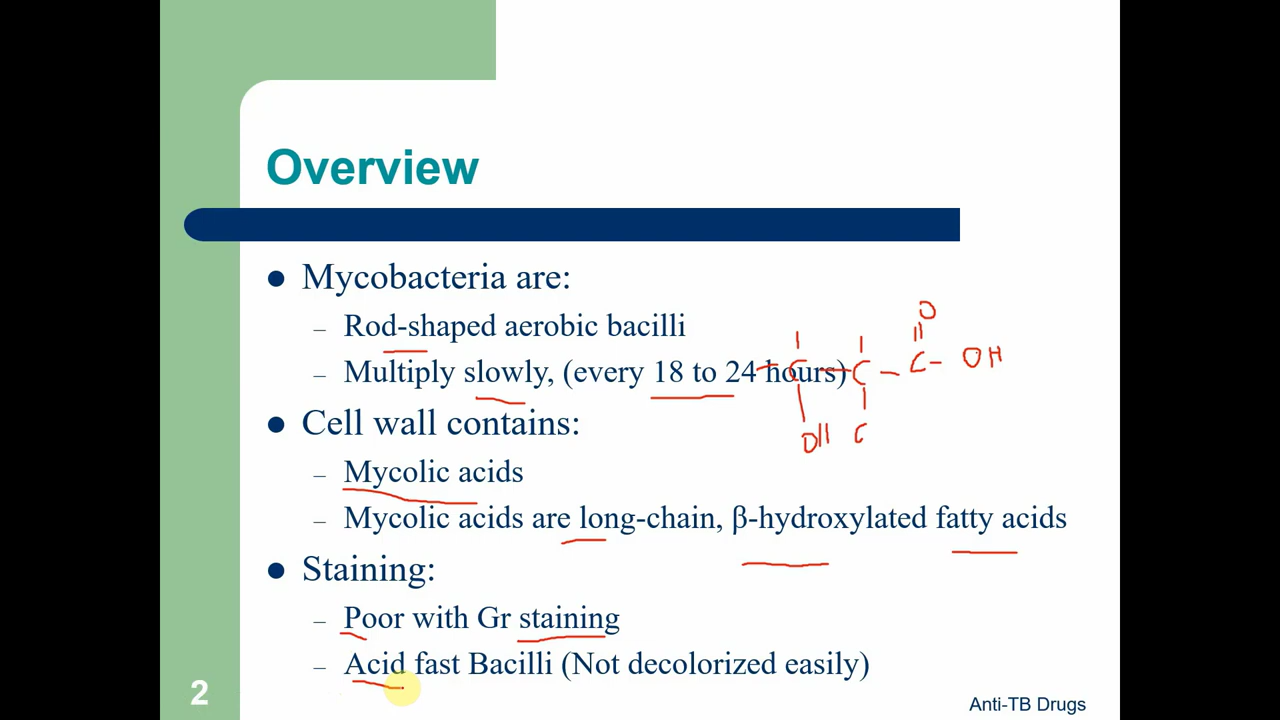 Overview
● Mycobacteria are:
– Rod-shaped aerobic bacilli
– Multiply slowly, (every 18 to 24 hours)
● Cell wall contains:
– Mycolic acids
– Mycolic acids are long-chain, β-hydroxylated fatty acids
● Staining:
– Poor with Gr staining
– Acid fast Bacilli (Not decolorized easily)
O
C C C OH
OH C
2
Anti-TB Drugs